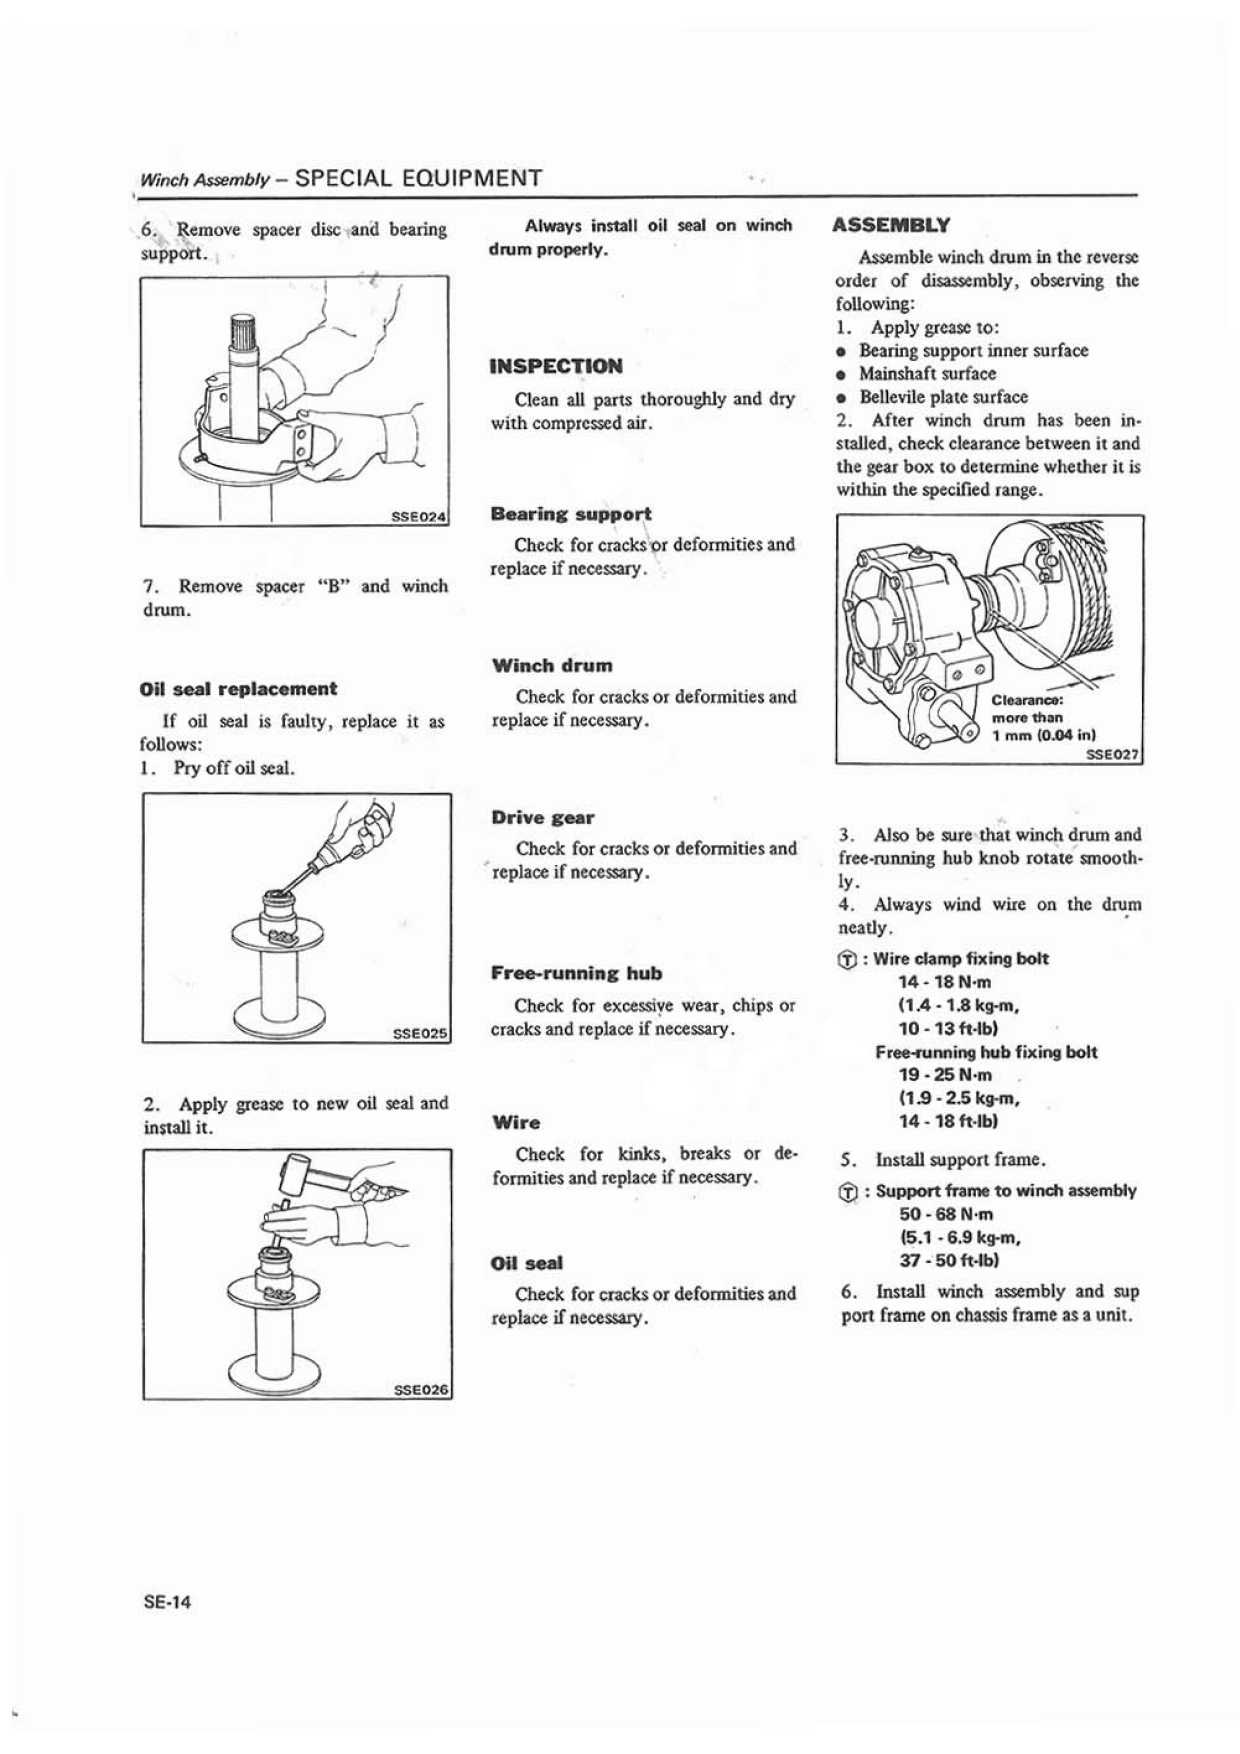 Winch Assembly – SPECIAL EQUIPMENT
6. Remove spacer disc and bearing
support.
SSE024
7. Remove spacer “B” and winch
drum.
Oil seal replacement
If oil seal is faulty, replace it as
follows:
1. Pry off oil seal.
SSE025
2. Apply grease to new oil seal and
install it.
SSE026
Always install oil seal on winch
drum properly.
INSPECTION
Clean all parts thoroughly and dry
with compressed air.
Bearing support
Check for cracks or deformities and
replace if necessary.
Winch drum
Check for cracks or deformities and
replace if necessary.
Drive gear
Check for cracks or deformities and
replace if necessary.
Free-running hub
Check for excessive wear, chips or
cracks and replace if necessary.
Wire
Check for kinks, breaks or de-
formities and replace if necessary.
Oil seal
Check for cracks or deformities and
replace if necessary.
ASSEMBLY
Assemble winch drum in the reverse
order of disassembly, observing the
following:
1. Apply grease to:
● Bearing support inner surface
● Mainshaft surface
● Bellevile plate surface
2. After winch drum has been in-
stalled, check clearance between it and
the gear box to determine whether it is
within the specified range.
Clearance:
more than
1 mm (0.04 in)
SSE027
3. Also be sure that winch drum and
free-running hub knob rotate smooth-
ly.
4. Always wind wire on the drum
neatly.
Ⓣ : Wire clamp fixing bolt
14 - 18 N·m
(1.4 - 1.8 kg-m,
10 - 13 ft-lb)
Free-running hub fixing bolt
19 - 25 N·m
(1.9 - 2.5 kg-m,
14 - 18 ft-lb)
5. Install support frame.
Ⓣ : Support frame to winch assembly
50 - 68 N·m
(5.1 - 6.9 kg-m,
37 - 50 ft-lb)
6. Install winch assembly and sup
port frame on chassis frame as a unit.
SE-14